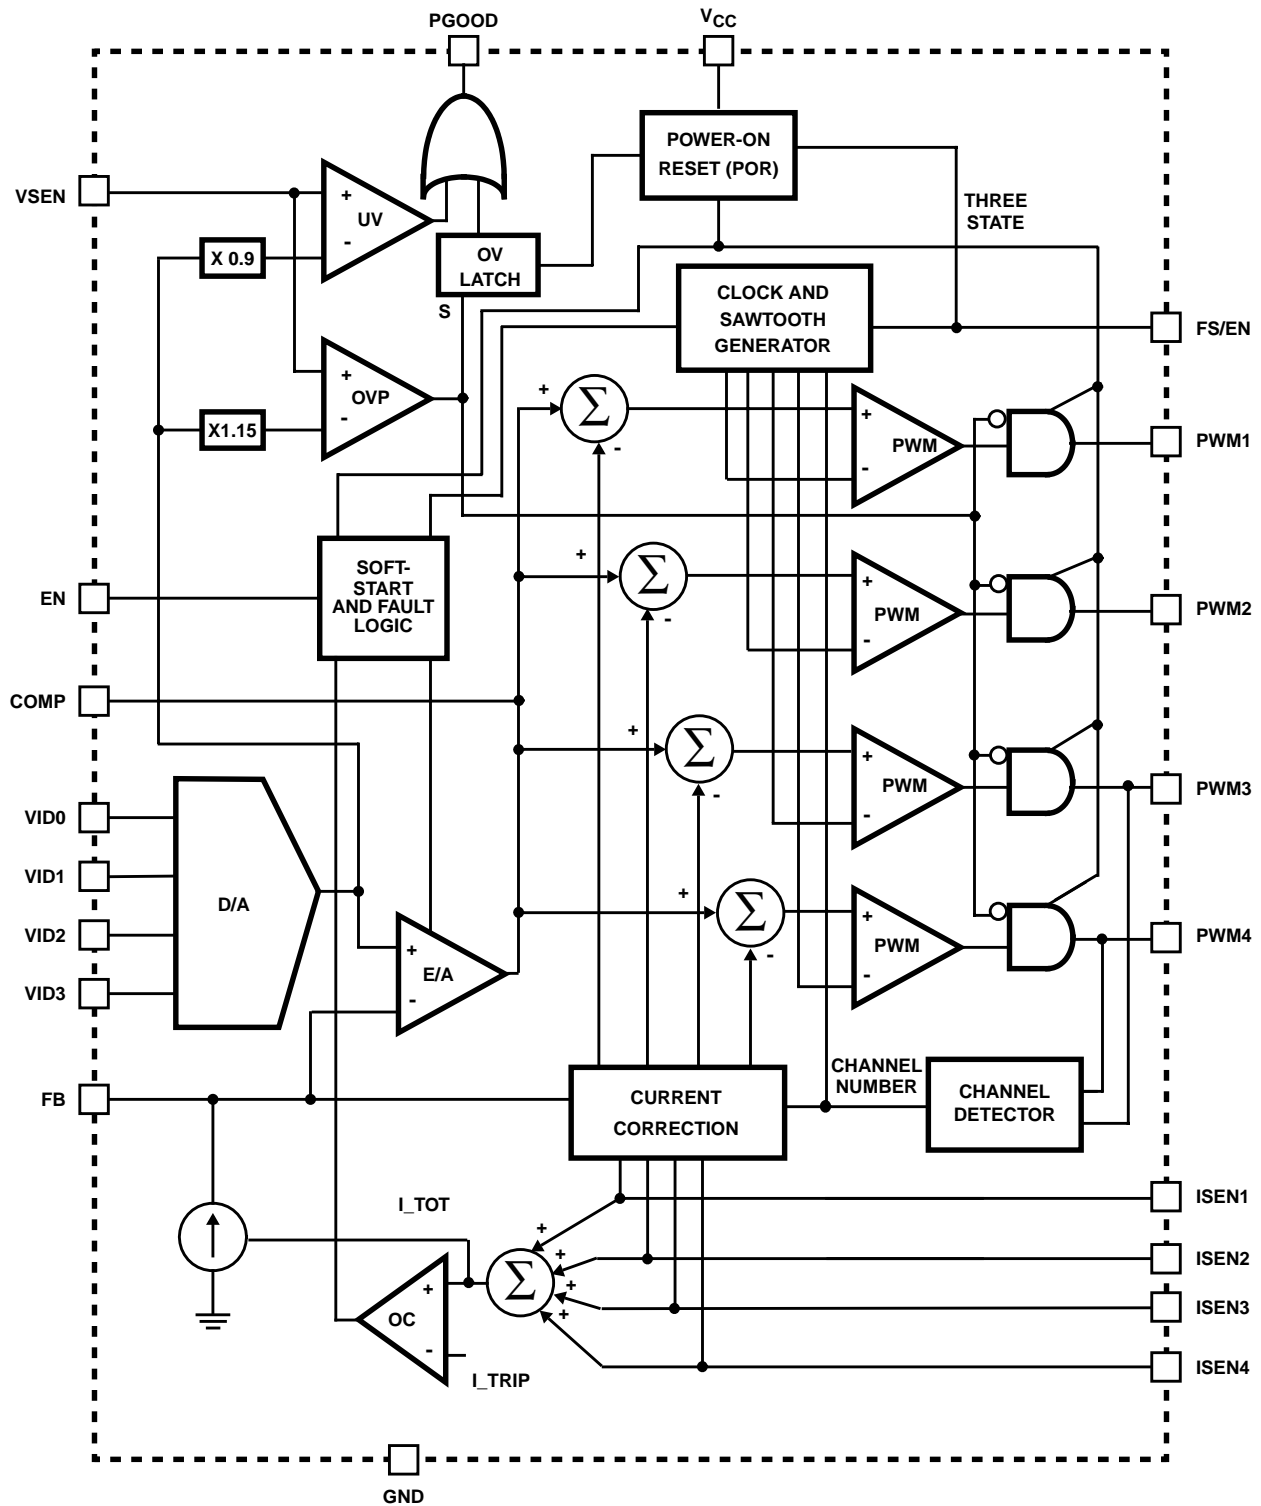 PGOOD
VCC
VSEN
+
UV
-
X 0.9
POWER-ON
RESET (POR)
THREE
STATE
OV
LATCH
S
CLOCK AND
SAWTOOTH
GENERATOR
FS/EN
+
OVP
-
X1.15
+
Σ
-
+
PWM
-
PWM1
EN
SOFT-
START
AND FAULT
LOGIC
+
Σ
-
+
PWM
-
PWM2
COMP
+
Σ
-
+
PWM
-
PWM3
VID0
VID1
VID2
VID3
D/A
+
E/A
-
+
Σ
-
+
PWM
-
PWM4
FB
CURRENT
CORRECTION
CHANNEL
NUMBER
CHANNEL
DETECTOR
I_TOT
+
+
+
+
Σ
+
OC
-
I_TRIP
ISEN1
ISEN2
ISEN3
ISEN4
GND